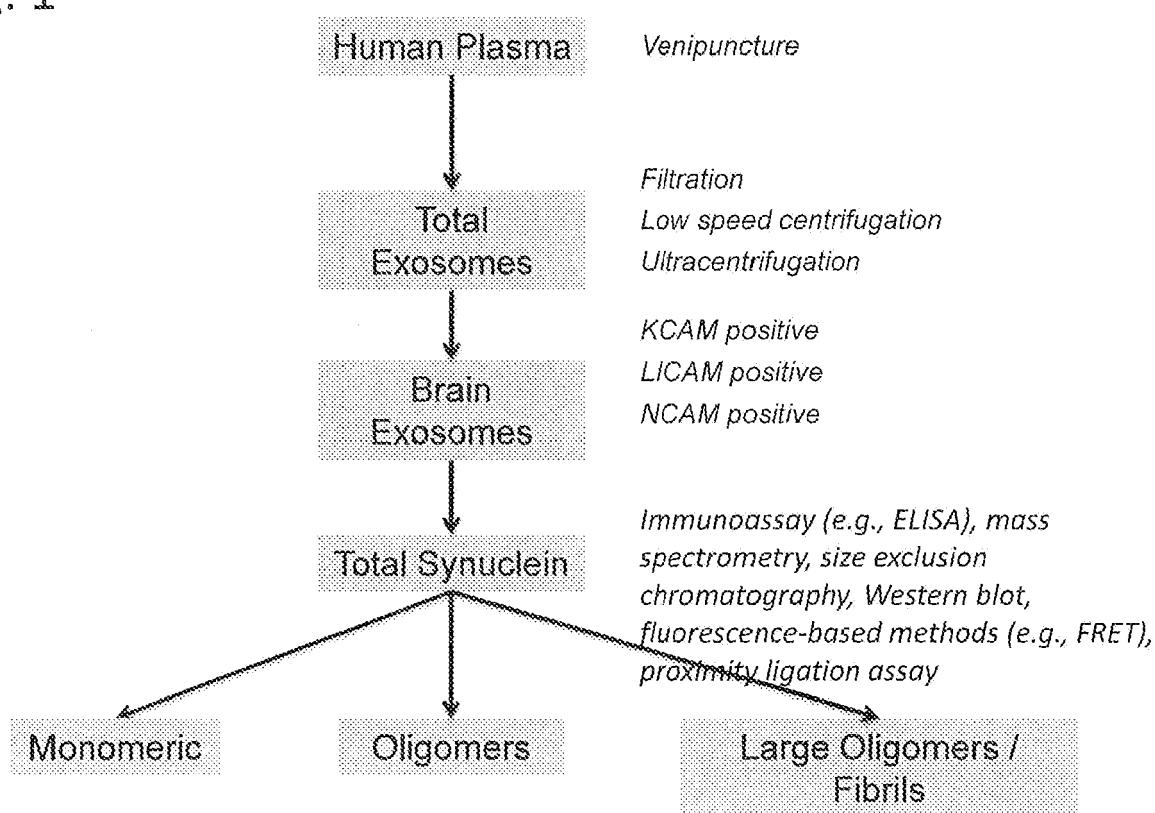 Human Plasma
Venipuncture
Total
Exosomes
Filtration
Low speed centrifugation
Ultracentrifugation
Brain
Exosomes
KCAM positive
LICAM positive
NCAM positive
Total Synuclein
Immunoassay (e.g., ELISA), mass
spectrometry, size exclusion
chromatography, Western blot,
fluorescence-based methods (e.g., FRET),
proximity ligation assay
Monomeric
Oligomers
Large Oligomers /
Fibrils